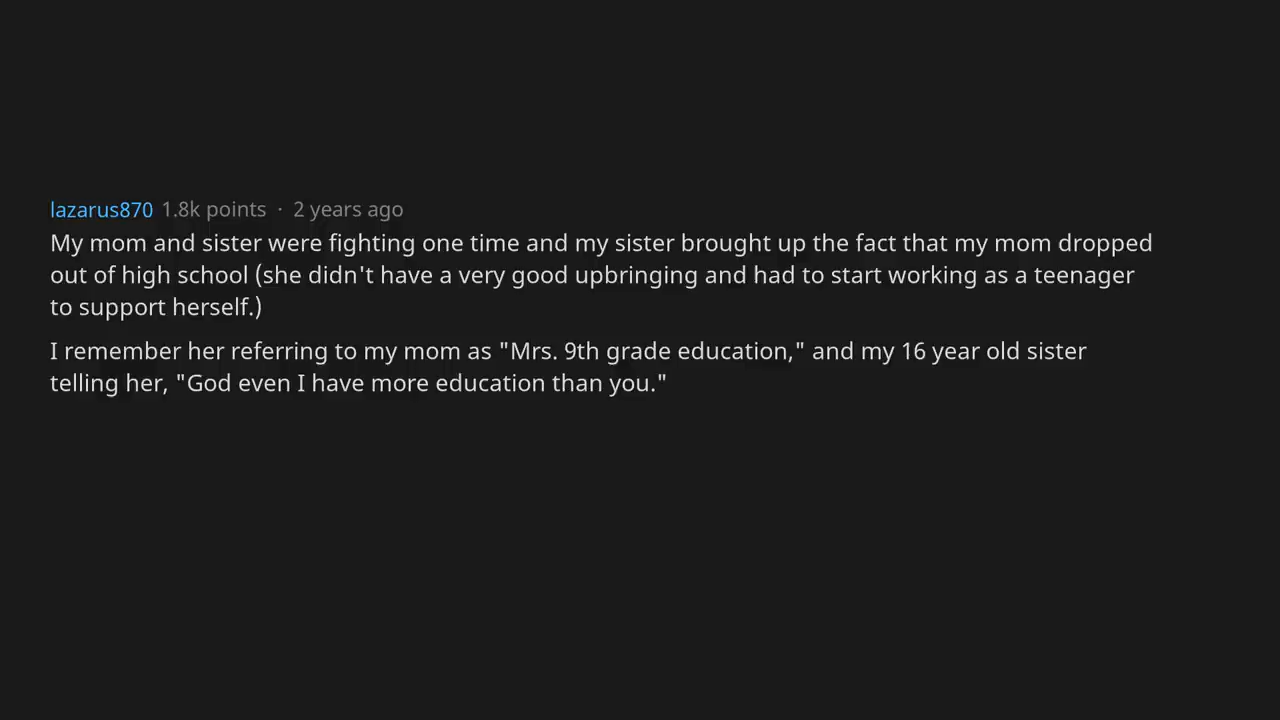 lazarus870 1.8k points · 2 years ago
My mom and sister were fighting one time and my sister brought up the fact that my mom dropped
out of high school (she didn't have a very good upbringing and had to start working as a teenager
to support herself.)
I remember her referring to my mom as "Mrs. 9th grade education," and my 16 year old sister
telling her, "God even I have more education than you."